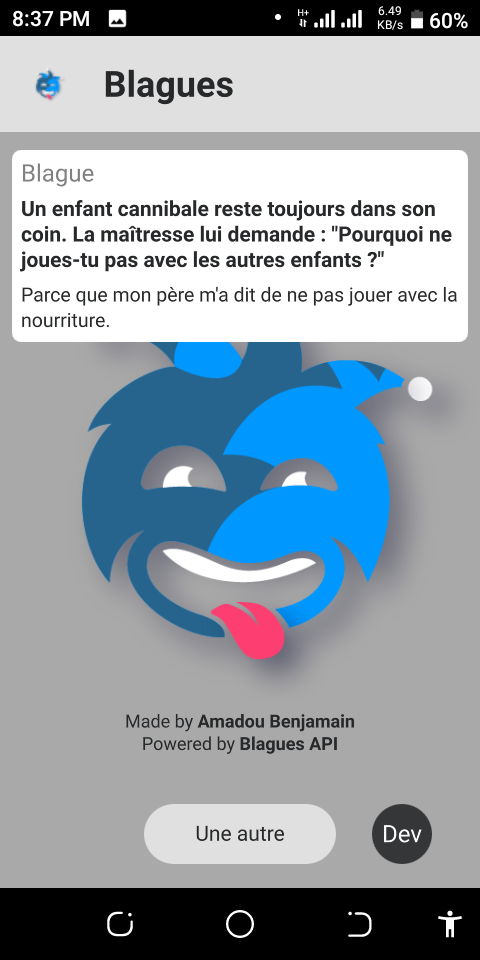 8:37 PM H+ 6.49 KB/s 60%
Blagues
Blague
Un enfant cannibale reste toujours dans son
coin. La maîtresse lui demande : "Pourquoi ne
joues-tu pas avec les autres enfants ?"
Parce que mon père m'a dit de ne pas jouer avec la
nourriture.
Made by Amadou Benjamain
Powered by Blagues API
Une autre
Dev